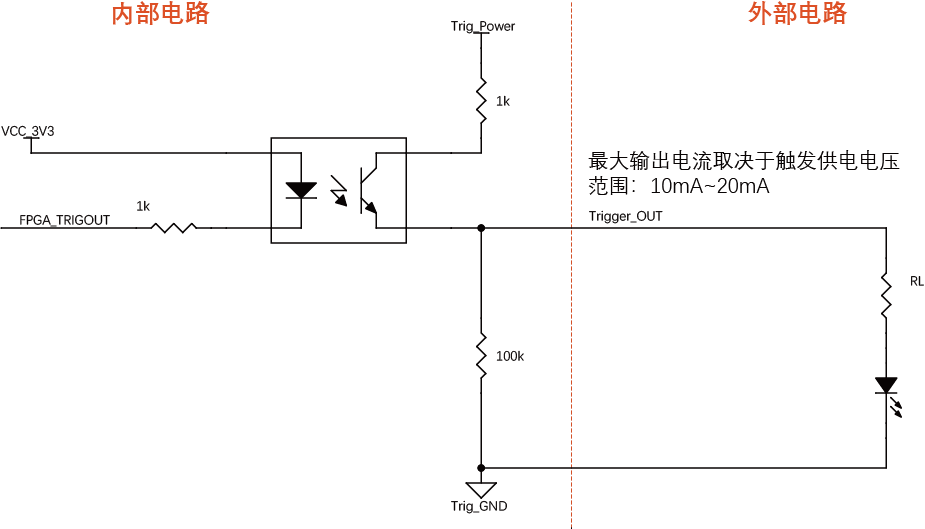 内部电路
外部电路
Trig_Power
1k
VCC_3V3
最大输出电流取决于触发供电电压
范围：10mA~20mA
1k
FPGA_TRIGOUT
Trigger_OUT
RL
100k
Trig_GND